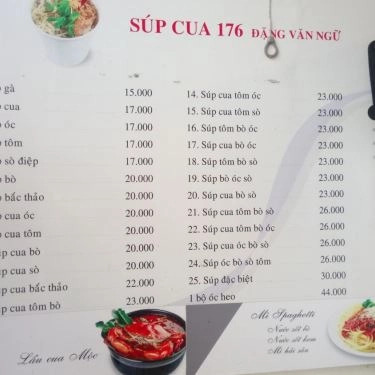 SÚP CUA 176 ĐẶNG VĂN NGỮ
gà 15.000
cua 17.000
óc 17.000
tôm 17.000
sò điệp 17.000
bò 20.000
bắc thảo 20.000
cua óc 20.000
cua tôm 20.000
cua bò 20.000
cua sò 20.000
cua bắc thảo 22.000
cua tôm bò 23.000
14. Súp cua tôm óc 23.000
15. Súp cua tôm sò 23.000
16. Súp tôm bò óc 23.000
17. Súp cua bò óc 23.000
18. Súp tôm bò sò 23.000
19. Súp bò óc sò 23.000
20. Súp cua bò sò 23.000
21. Súp cua tôm bò sò 26.000
22. Súp cua tôm bò óc 26.000
23. Súp cua óc bò sò 26.000
24. Súp óc bò sò tôm 26.000
25. Súp đặc biệt 30.000
1 bộ óc heo 44.000
Lẩu cua Mộc
Mì Spaghetti
Nước sốt bò
Nước sốt kem
Mì hải sản